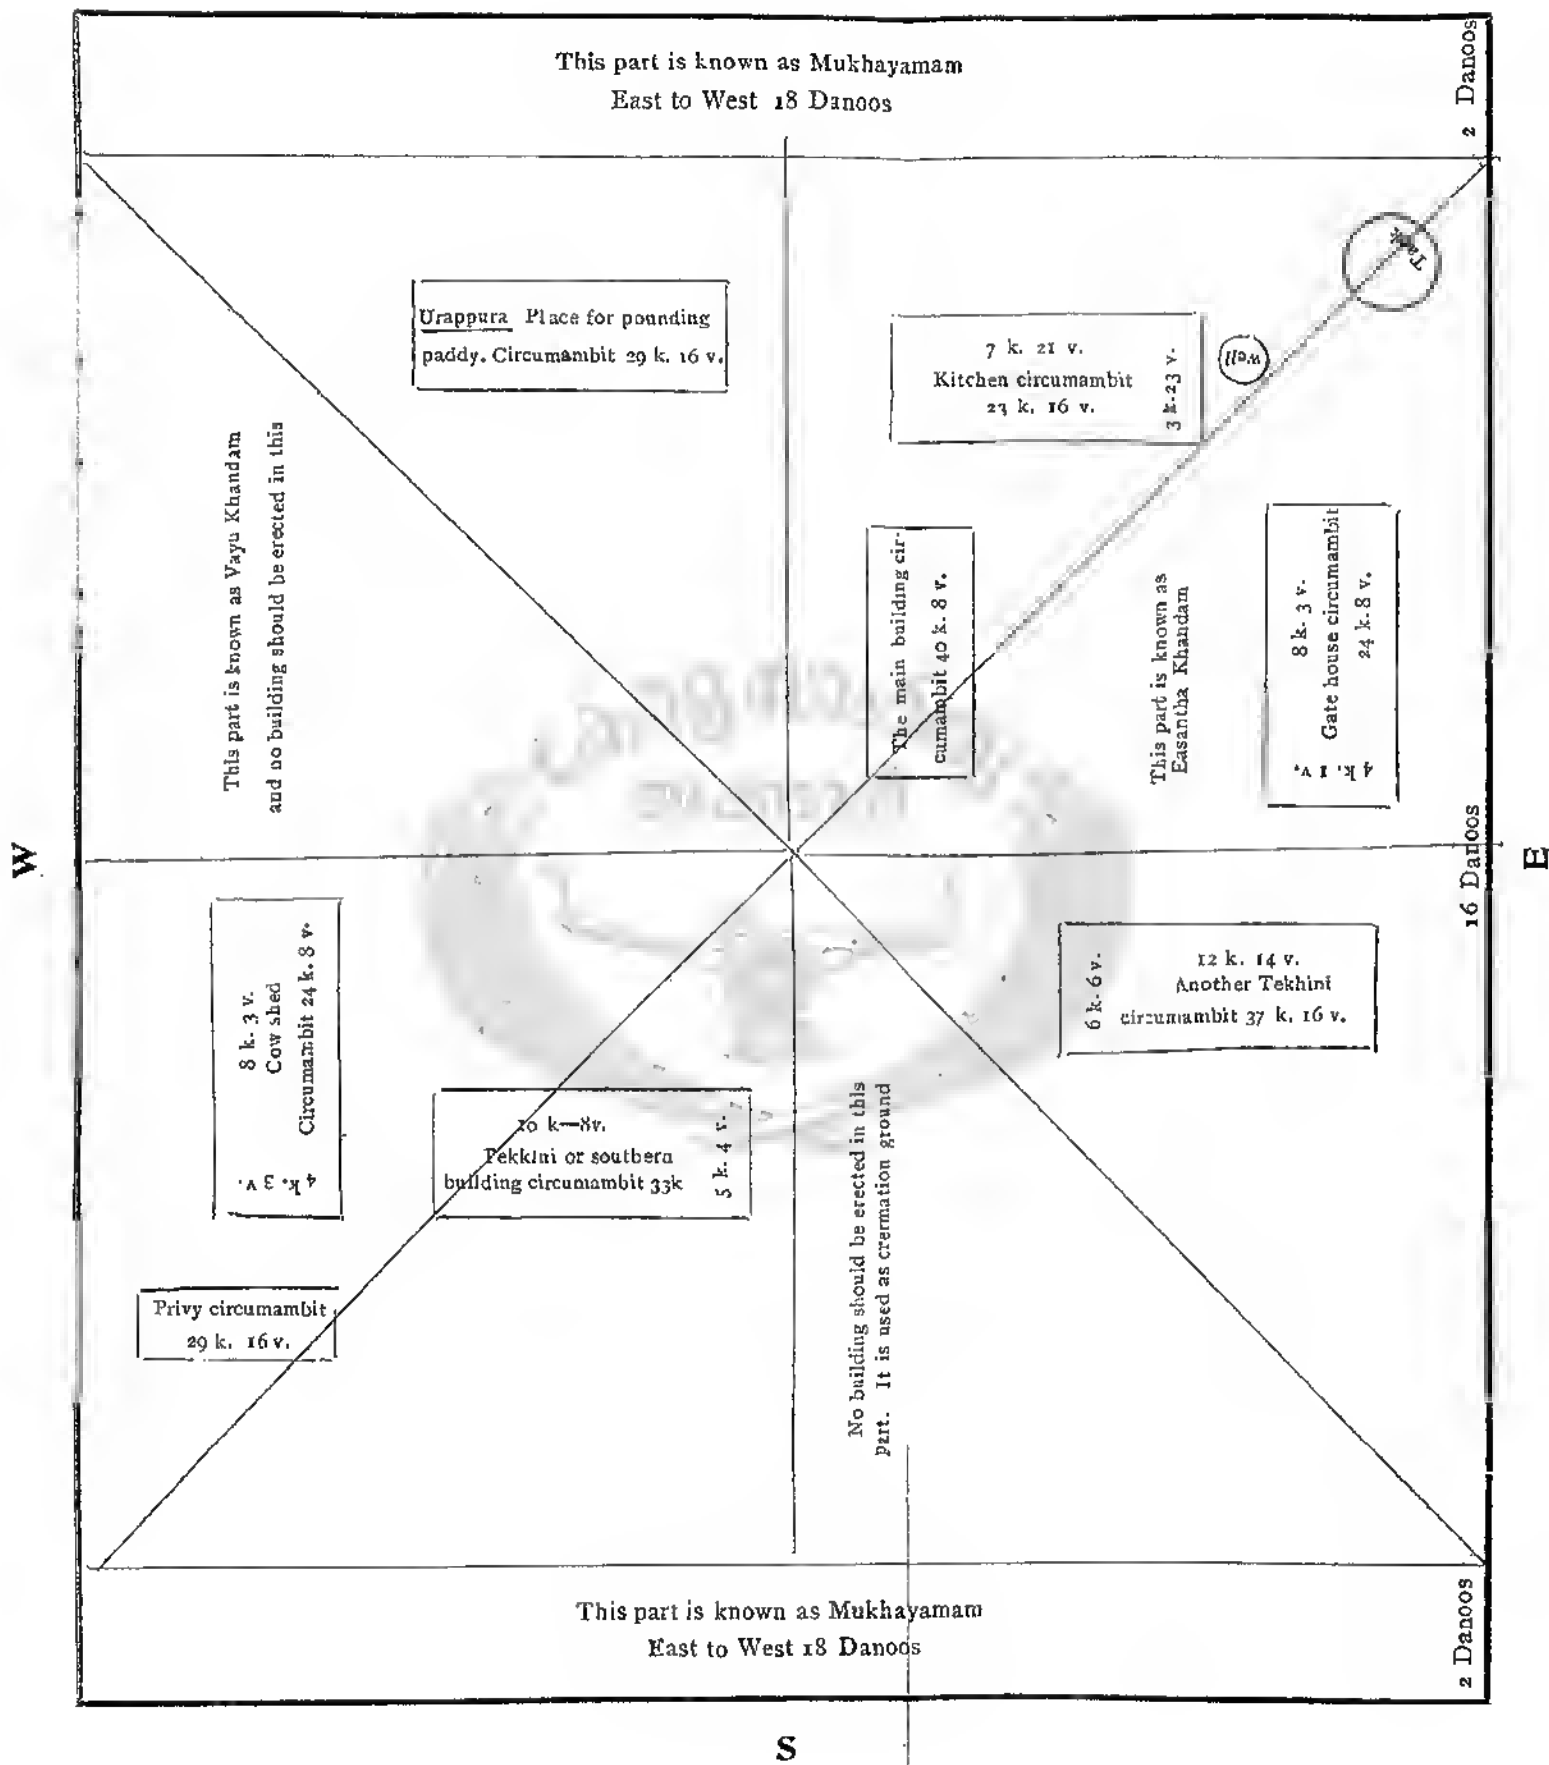 This part is known as Mukhayamam
East to West 18 Danoos
2 Danoos
Tank
Urappura Place for pounding
paddy. Circumambit 29 k. 16 v.
7 k. 21 v.
Kitchen circumambit
23 k. 16 v.
3 k-23 v.
Well
This part is known as Vayu Khandam
and no building should be erected in this
The main building cir-
cumambit 40 k. 8 v.
This part is known as
Easantha Khandam
8 k- 3 v.
Gate house circumambit
24 k. 8 v.
4 k. 1 v.
W
E
16 Danoos
8 k- 3 v.
Cow shed
Circumambit 24 k. 8 v.
4 k. 3 v.
12 k. 14 v.
Another Tekhini
circumambit 37 k. 16 v.
6 k- 6 v.
10 k—8v.
Pekkini or southern
building circumambit 33k
5 k. 4 v.
No building should be erected in this
part. It is used as crermation ground
Privy circumambit
29 k. 16 v.
This part is known as Mukhayamam
East to West 18 Danoos
2 Danoos
S